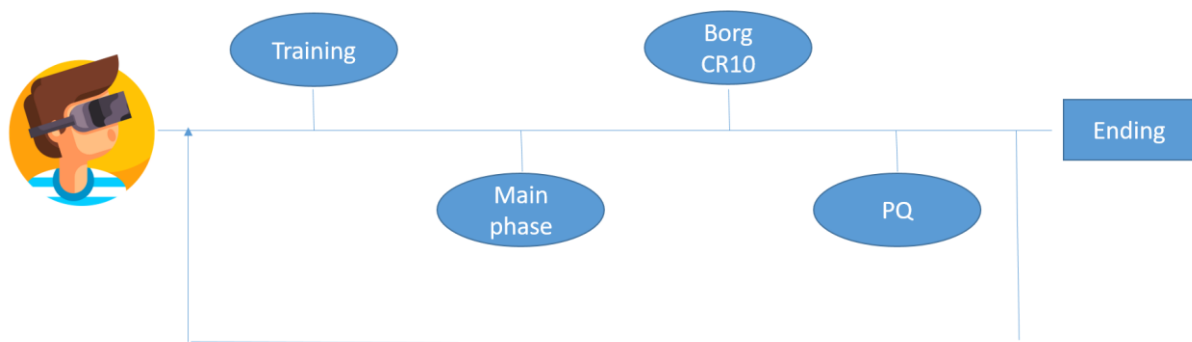 Training
Borg
CR10
Ending
Main
phase
PQ